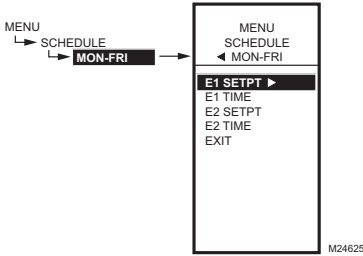 MENU
SCHEDULE
MON-FRI
MENU
SCHEDULE
◄ MON-FRI
E1 SETPT ►
E1 TIME
E2 SETPT
E2 TIME
EXIT
M24625